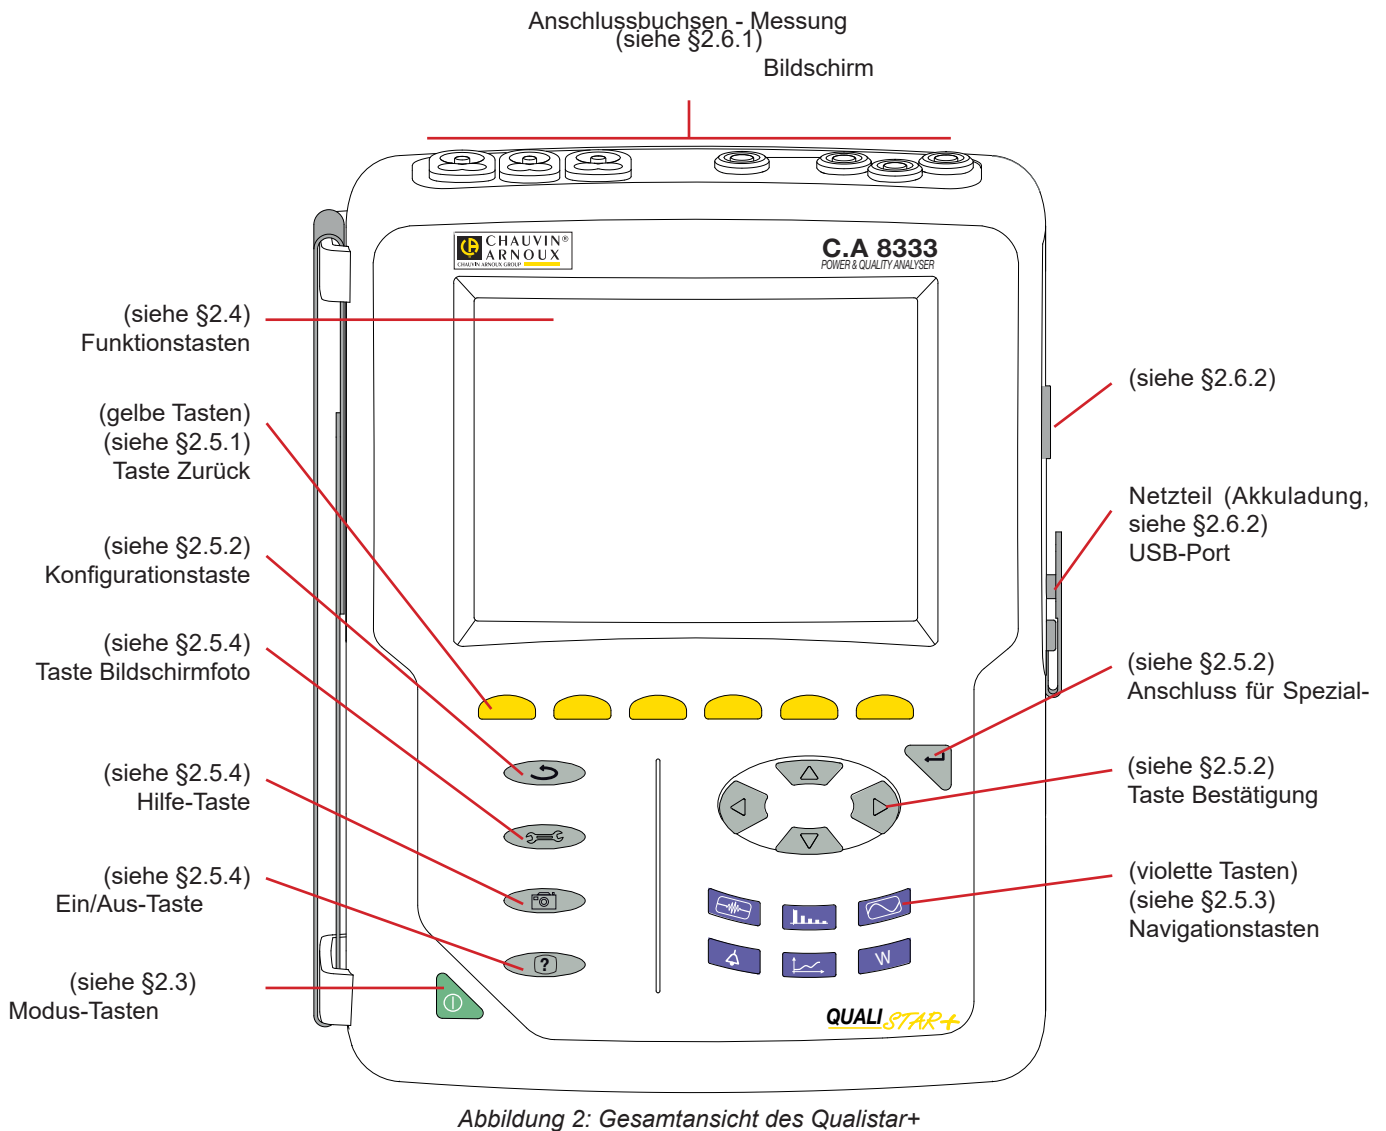 Anschlussbuchsen - Messung
(siehe §2.6.1)
Bildschirm
CHAUVIN®
ARNOUX
CHAUVIN ARNOUX GROUP
C.A 8333
POWER & QUALITY ANALYSER
(siehe §2.4)
Funktionstasten
(gelbe Tasten)
(siehe §2.5.1)
Taste Zurück
(siehe §2.5.2)
Konfigurationstaste
(siehe §2.5.4)
Taste Bildschirmfoto
(siehe §2.5.4)
Hilfe-Taste
(siehe §2.5.4)
Ein/Aus-Taste
(siehe §2.3)
Modus-Tasten
(siehe §2.6.2)
Netzteil (Akkuladung,
siehe §2.6.2)
USB-Port
(siehe §2.5.2)
Anschluss für Spezial-
(siehe §2.5.2)
Taste Bestätigung
(violette Tasten)
(siehe §2.5.3)
Navigationstasten
?
W
QUALISTAR+
Abbildung 2: Gesamtansicht des Qualistar+